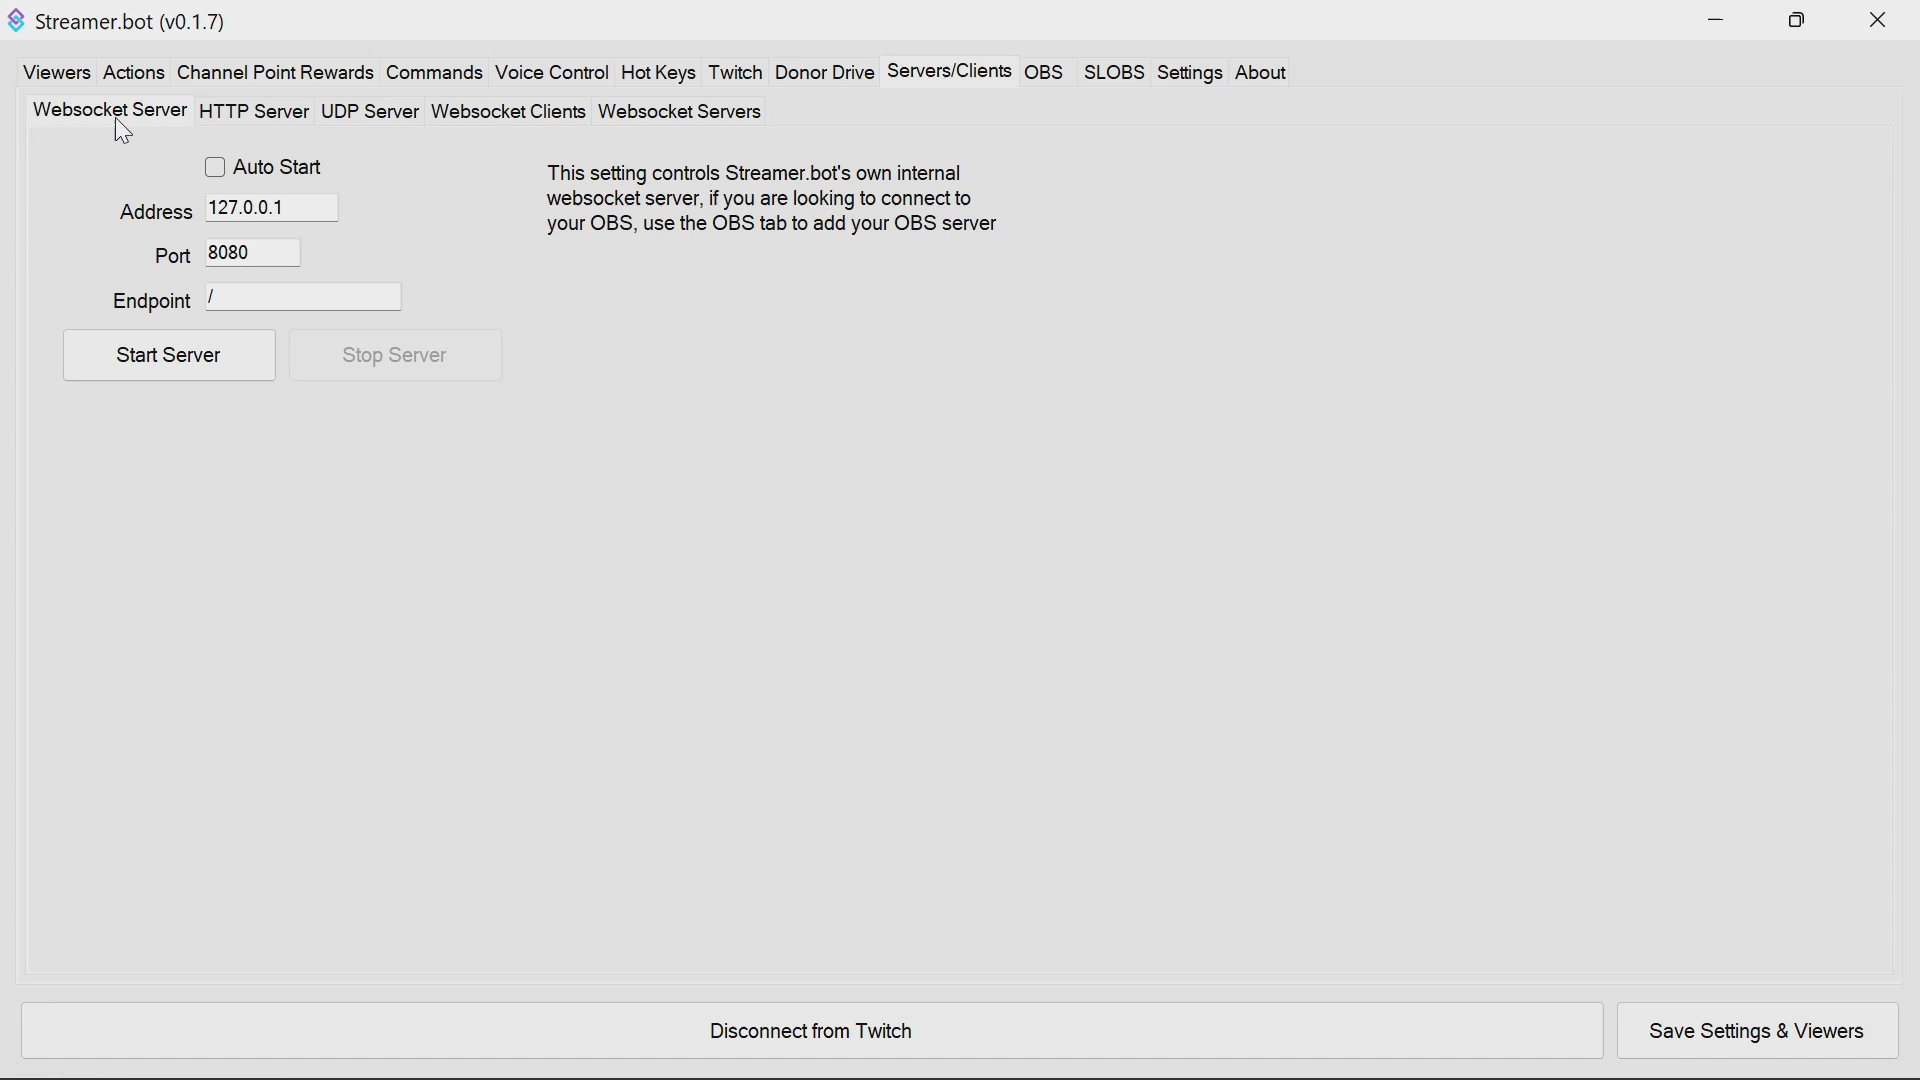 Streamer.bot (v0.1.7)
Viewers Actions Channel Point Rewards Commands Voice Control Hot Keys Twitch Donor Drive Servers/Clients OBS SLOBS Settings About
Websocket Server HTTP Server UDP Server Websocket Clients Websocket Servers
Auto Start
Address 127.0.0.1
Port 8080
Endpoint /
Start Server Stop Server
This setting controls Streamer.bot's own internal
websocket server, if you are looking to connect to
your OBS, use the OBS tab to add your OBS server
Disconnect from Twitch Save Settings & Viewers